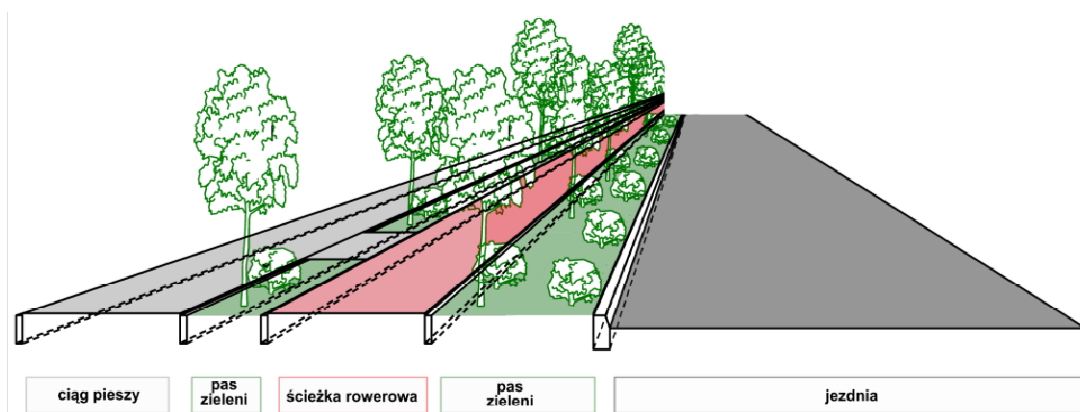 ciąg pieszy
pas
zieleni
ścieżka rowerowa
pas
zieleni
jezdnia